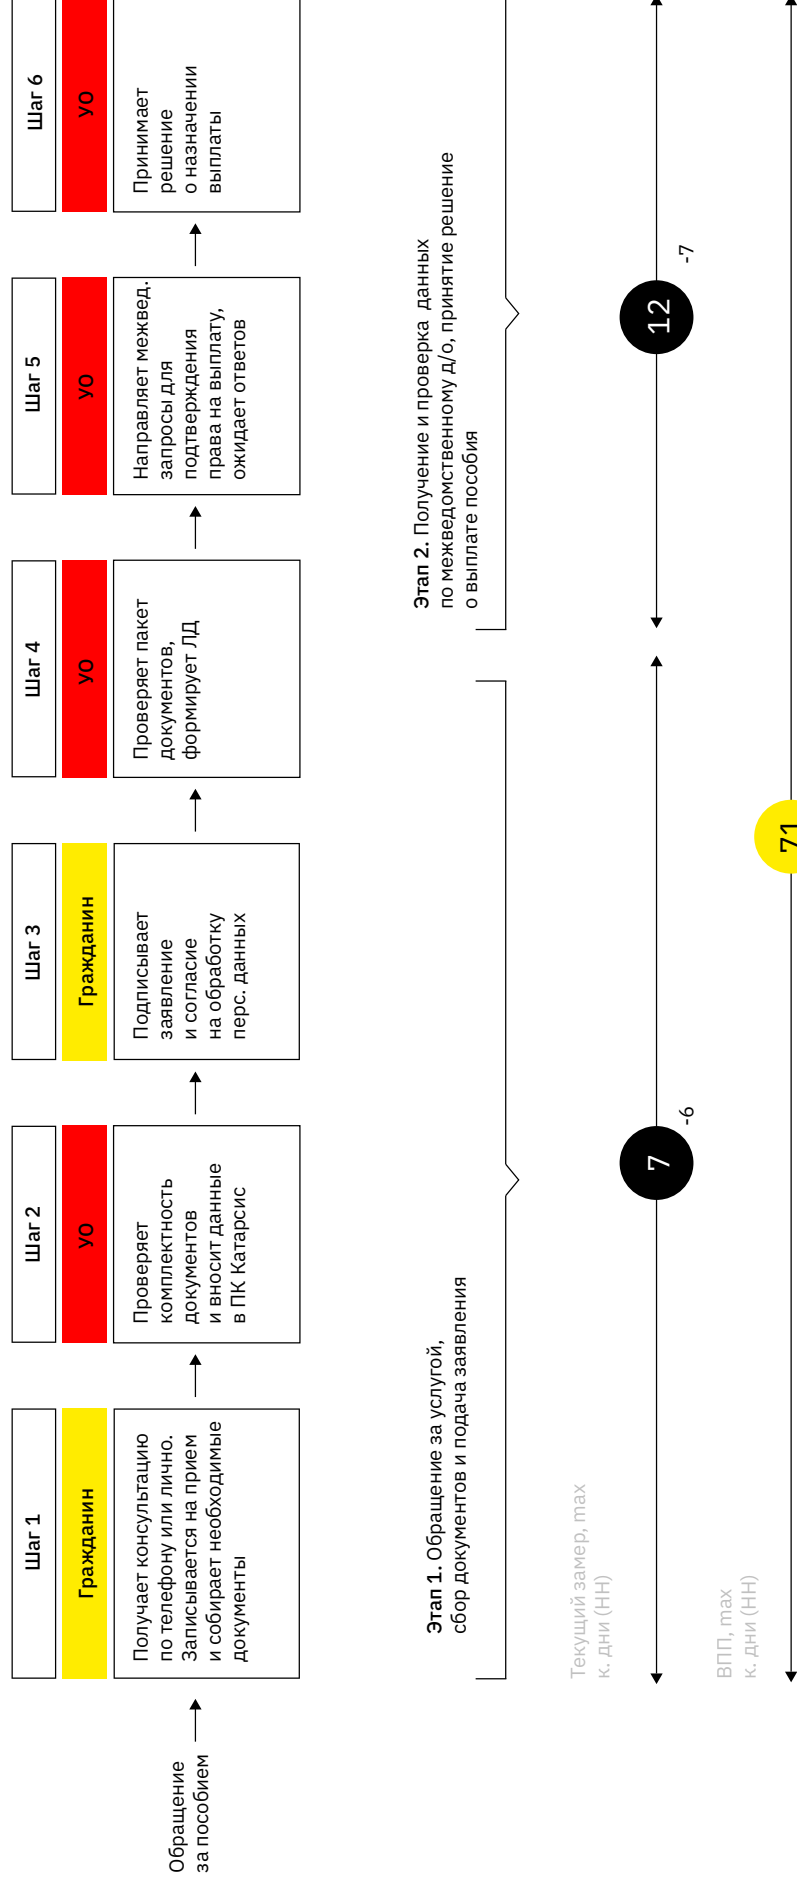 Обращение
за пособием
Шаг 1
Гражданин
Получает консультацию
по телефону или лично.
Записывается на прием
и собирает необходимые
документы
Шаг 2
УО
Проверяет
комплектность
документов
и вносит данные
в ПК Катарсис
Шаг 3
Гражданин
Подписывает
заявление
и согласие
на обработку
перс. данных
Шаг 4
УО
Проверяет пакет
документов,
формирует ЛД
Шаг 5
УО
Направляет межвед.
запросы для
подтверждения
права на выплату,
ожидает ответов
Шаг 6
УО
Принимает
решение
о назначении
выплаты
Этап 1. Обращение за услугой,
сбор документов и подача заявления
Этап 2. Получение и проверка данных
по межведомственному д/о, принятие решение
о выплате пособия
Текущий замер, max
к. дни (НН)
7
-6
12
-7
ВПП, max
к. дни (НН)
71